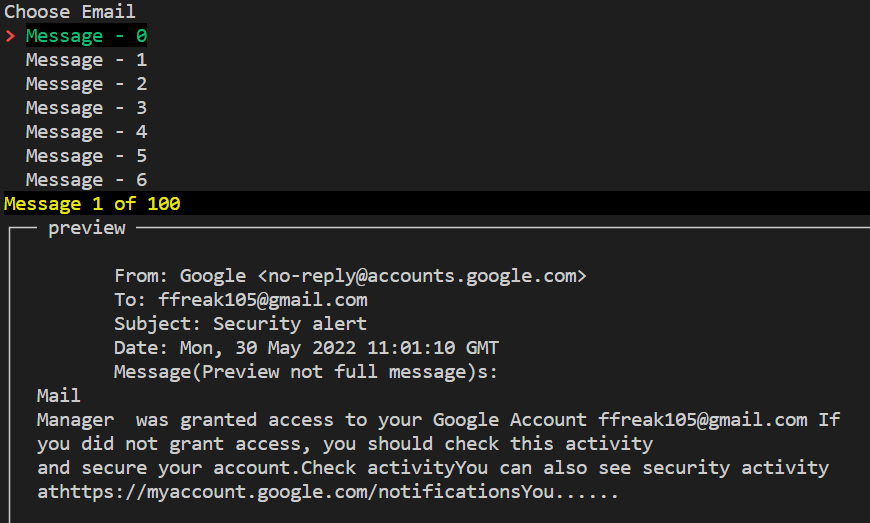 Choose Email
> Message - 0
Message - 1
Message - 2
Message - 3
Message - 4
Message - 5
Message - 6
Message 1 of 100
preview
From: Google <no-reply@accounts.google.com>
To: ffreak105@gmail.com
Subject: Security alert
Date: Mon, 30 May 2022 11:01:10 GMT
Message(Preview not full message)s:
Mail
Manager  was granted access to your Google Account ffreak105@gmail.com If
you did not grant access, you should check this activity
and secure your account.Check activityYou can also see security activity
athttps://myaccount.google.com/notificationsYou......